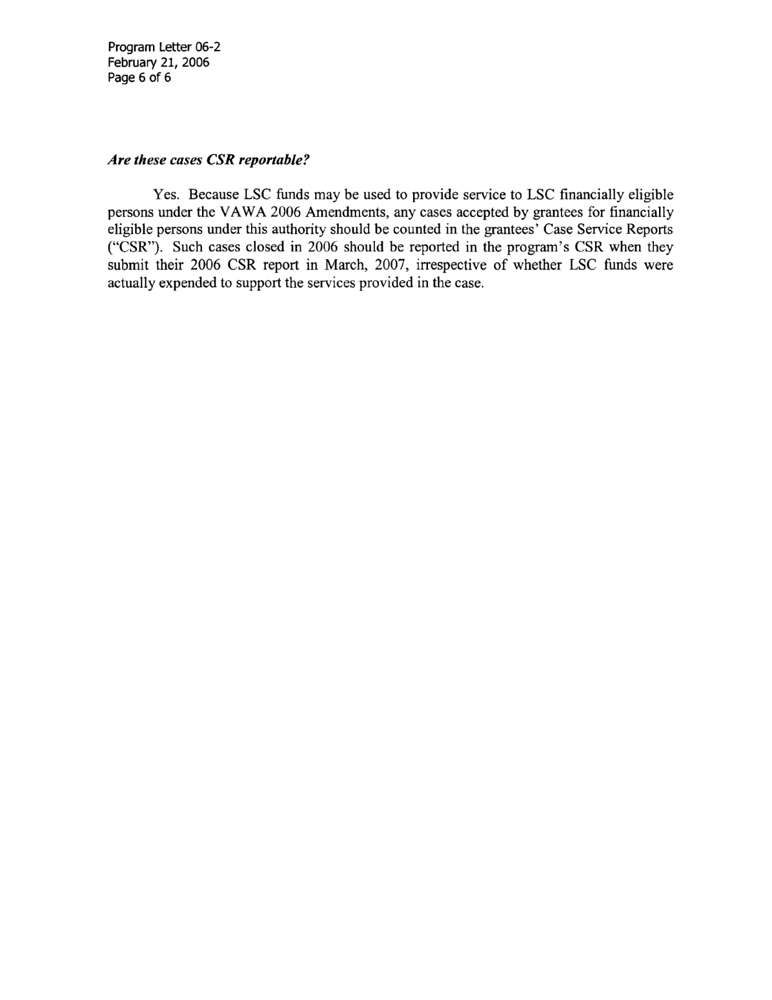 Program Letter 06-2
February 21, 2006
Page 6 of 6
Are these cases CSR reportable?
Yes. Because LSC funds may be used to provide service to LSC financially eligible
persons under the VAWA 2006 Amendments, any cases accepted by grantees for financially
eligible persons under this authority should be counted in the grantees’ Case Service Reports
(“CSR”). Such cases closed in 2006 should be reported in the program’s CSR when they
submit their 2006 CSR report in March, 2007, irrespective of whether LSC funds were
actually expended to support the services provided in the case.